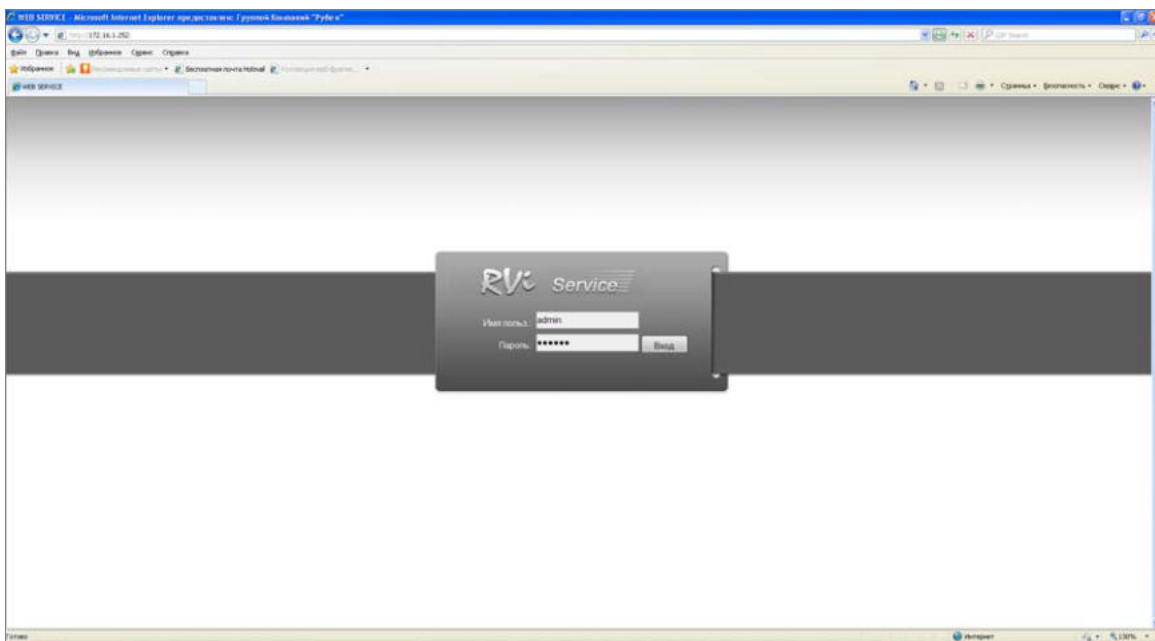 WEB SERVICE - Microsoft Internet Explorer предоставлен: Группой Компаний "Рубеж"
http://172.16.1.252
Файл Правка Вид Избранное Сервис Справка
Избранное Бесплатная почта Hotmail
WEB SERVICE Страница Безопасность Сервис
RVi Service
Имя польз.: admin
Пароль: ••••••
Вход
Готово Интернет 130%